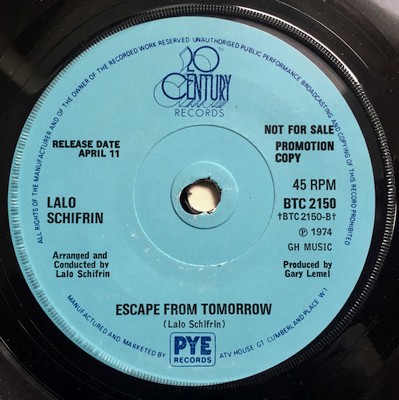 ALL RIGHTS OF THE MANUFACTURER AND OF THE OWNER OF THE RECORDED WORK RESERVED UNAUTHORISED PUBLIC PERFORMANCE BROADCASTING AND COPYING OF THIS RECORD PROHIBITED
20th
CENTURY
RECORDS
RELEASE DATE
APRIL 11
NOT FOR SALE
PROMOTION
COPY
LALO
SCHIFRIN
45 RPM
BTC 2150
†BTC 2150-B†
℗ 1974
GH MUSIC
Arranged and
Conducted by
Lalo Schifrin
Produced by
Gary Lemel
ESCAPE FROM TOMORROW
(Lalo Schifrin)
PYE
RECORDS
MANUFACTURED AND MARKETED BY
ATV HOUSE GT CUMBERLAND PLACE W1